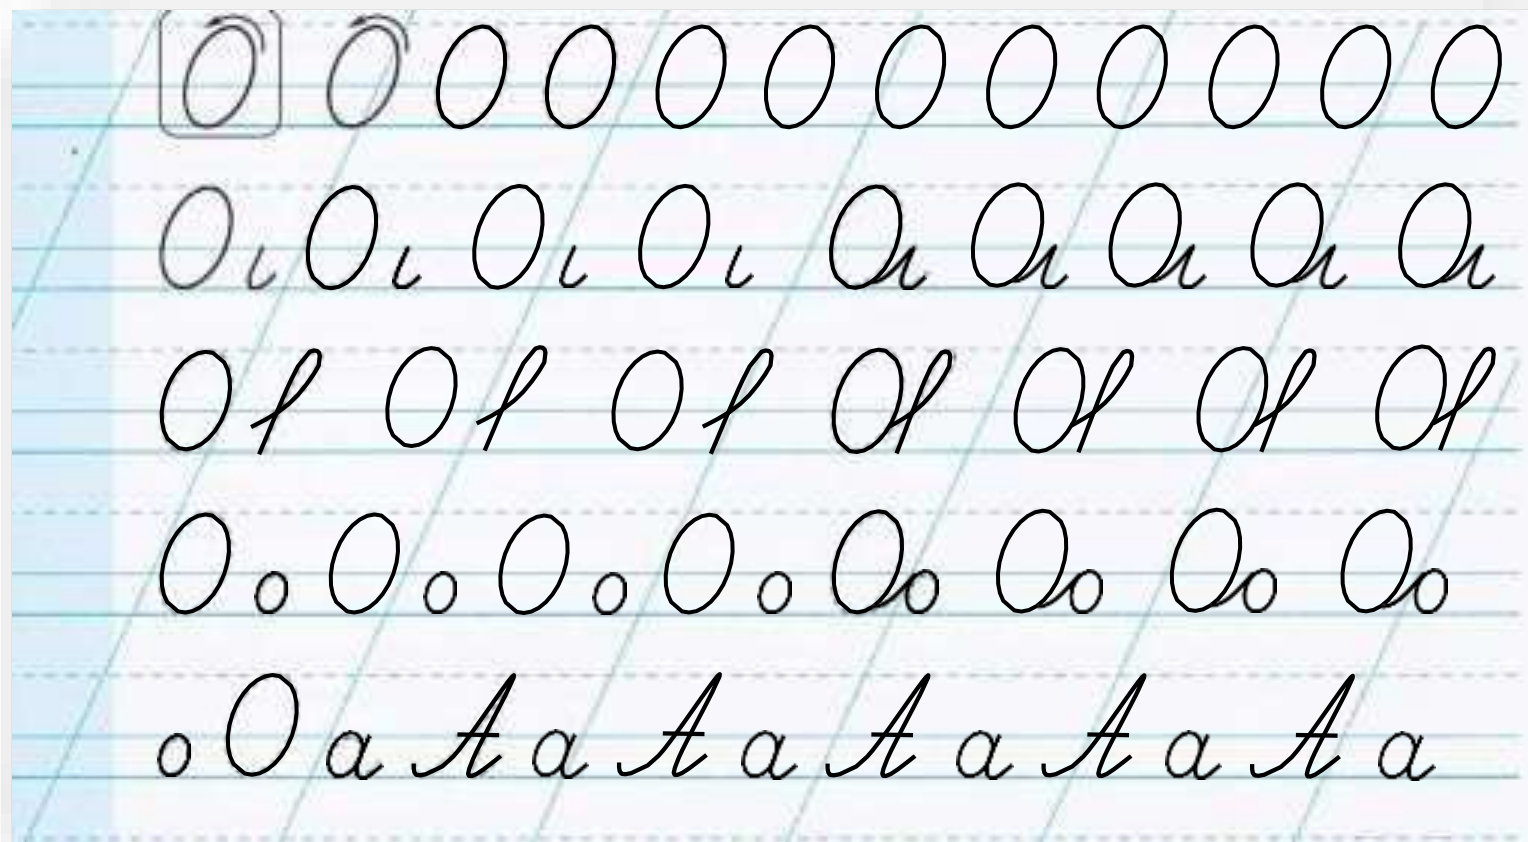 О О О О О О О О О О О О
О О О О О О О О О
О О О О О О О
О о О о О о О о Оо Оо Оо Оо
о О а А а А а А а А а А а